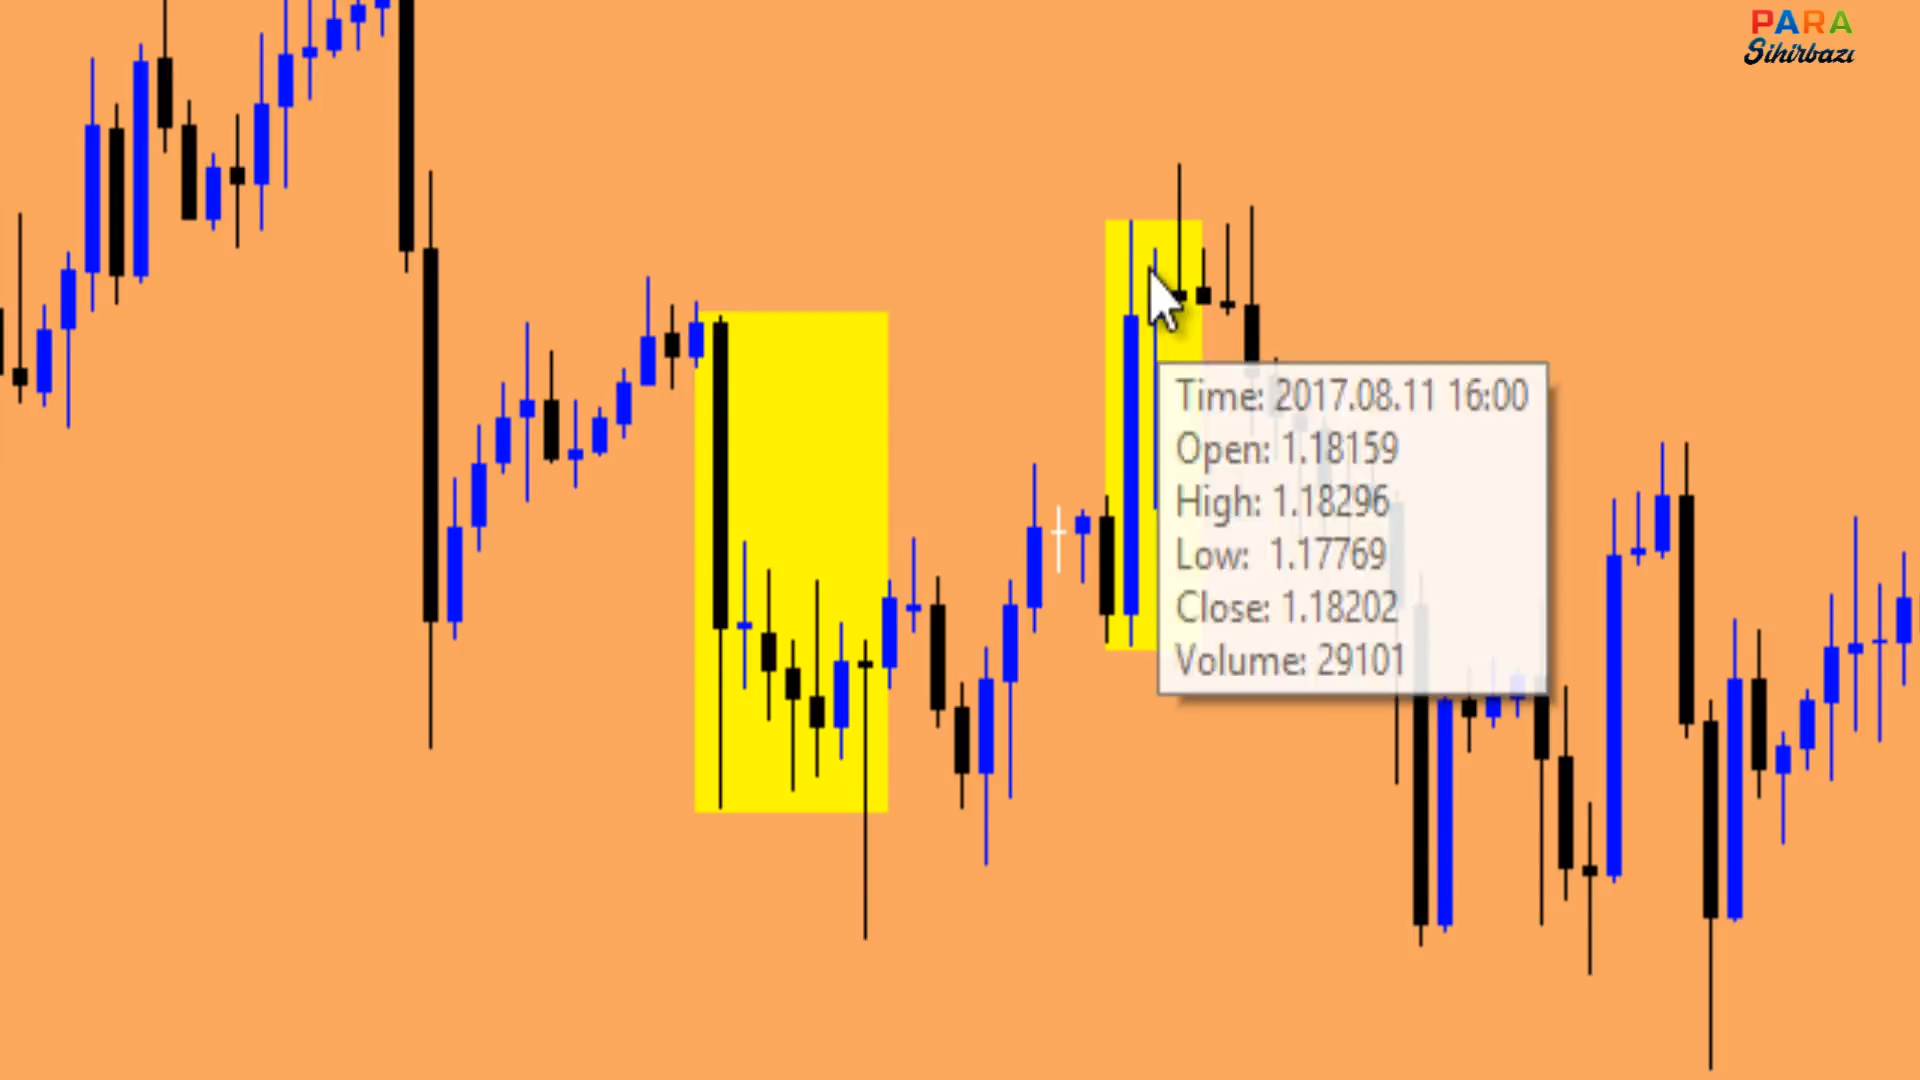 PARA
Sihirbazı
Time: 2017.08.11 16:00
Open: 1.18159
High: 1.18296
Low: 1.17769
Close: 1.18202
Volume: 29101